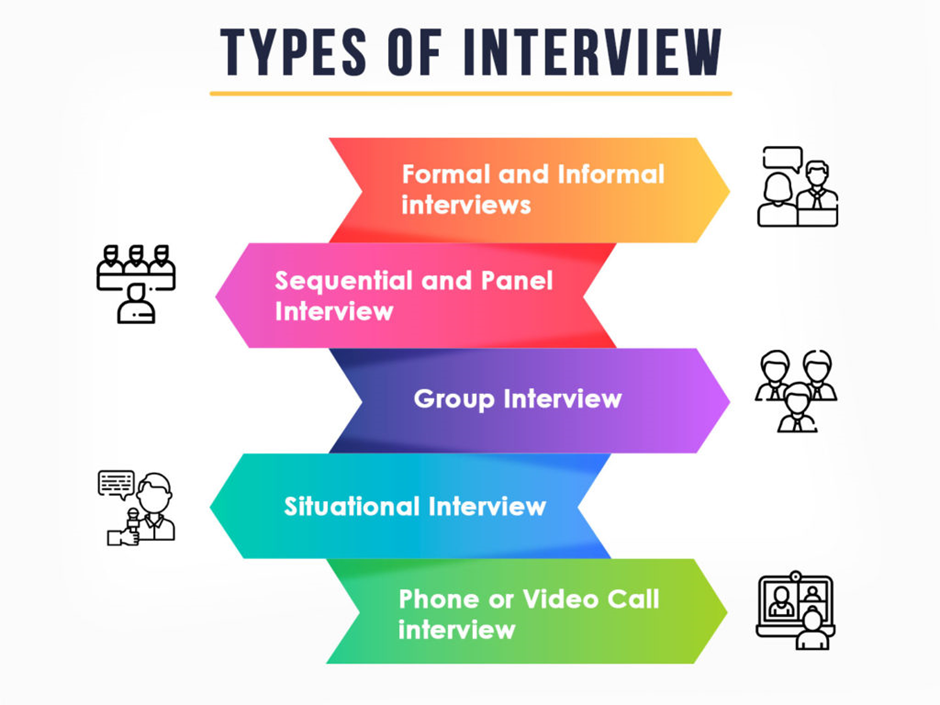 TYPES OF INTERVIEW
Formal and Informal
interviews
Sequential and Panel
Interview
Group Interview
Situational Interview
Phone or Video Call
interview